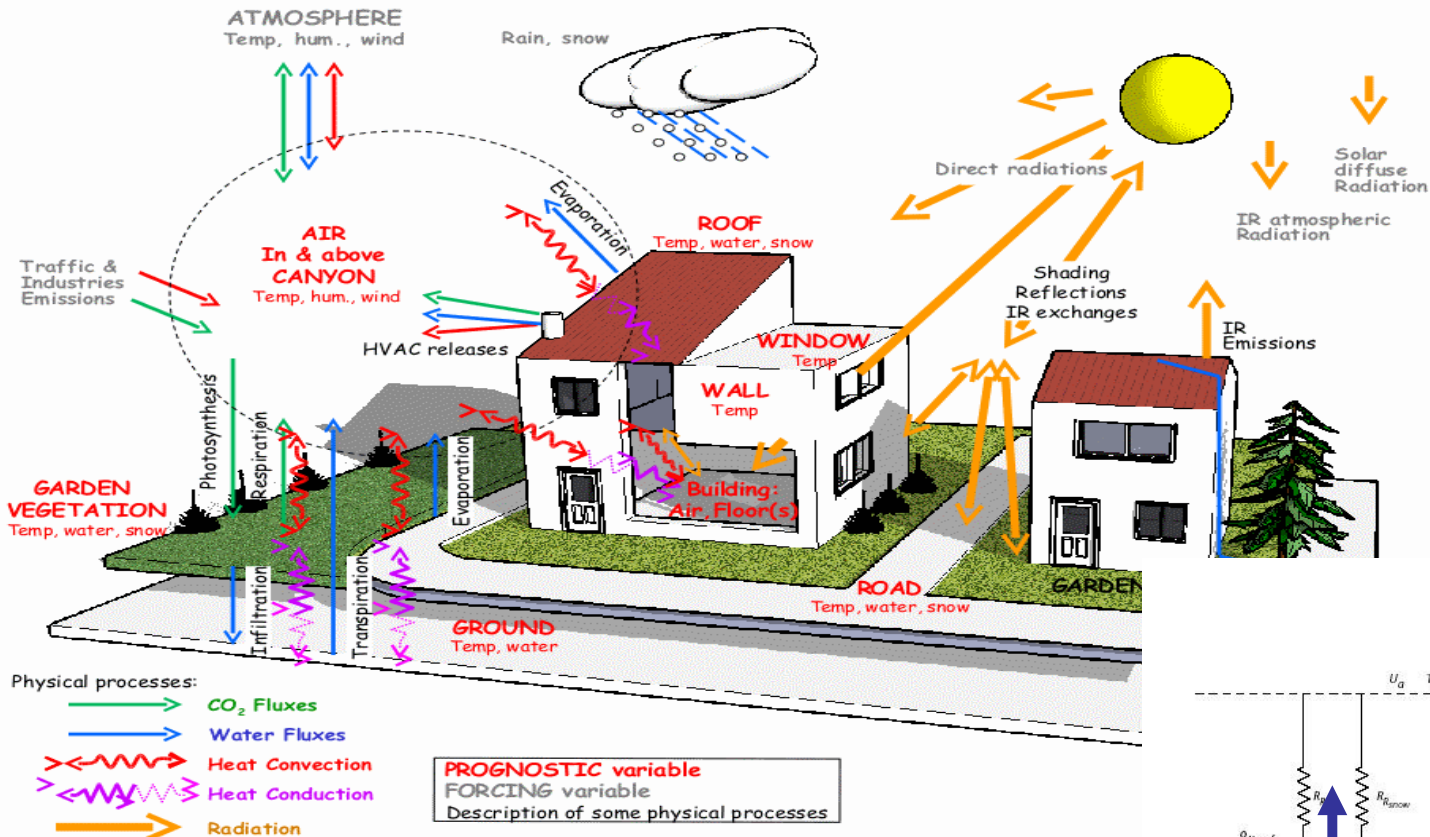 ATMOSPHERE
Temp, hum., wind
Rain, snow
Direct radiations
Solar
diffuse
Radiation
IR atmospheric
Radiation
Evaporation
ROOF
Temp, water, snow
AIR
In & above
CANYON
Temp, hum., wind
Traffic &
Industries
Emissions
Shading
Reflections
IR exchanges
HVAC releases
WINDOW
Temp
IR
Emissions
WALL
Temp
Photosynthesis
Respiration
Evaporation
GARDEN
VEGETATION
Temp, water, snow
Building:
Air, Floor(s)
Infiltration
Transpiration
ROAD
Temp, water, snow
GARDEN
GROUND
Temp, water
Physical processes:
CO₂ Fluxes
Water Fluxes
Heat Convection
Heat Conduction
Radiation
PROGNOSTIC variable
FORCING variable
Description of some physical processes
Uₐ
R_Rsnow